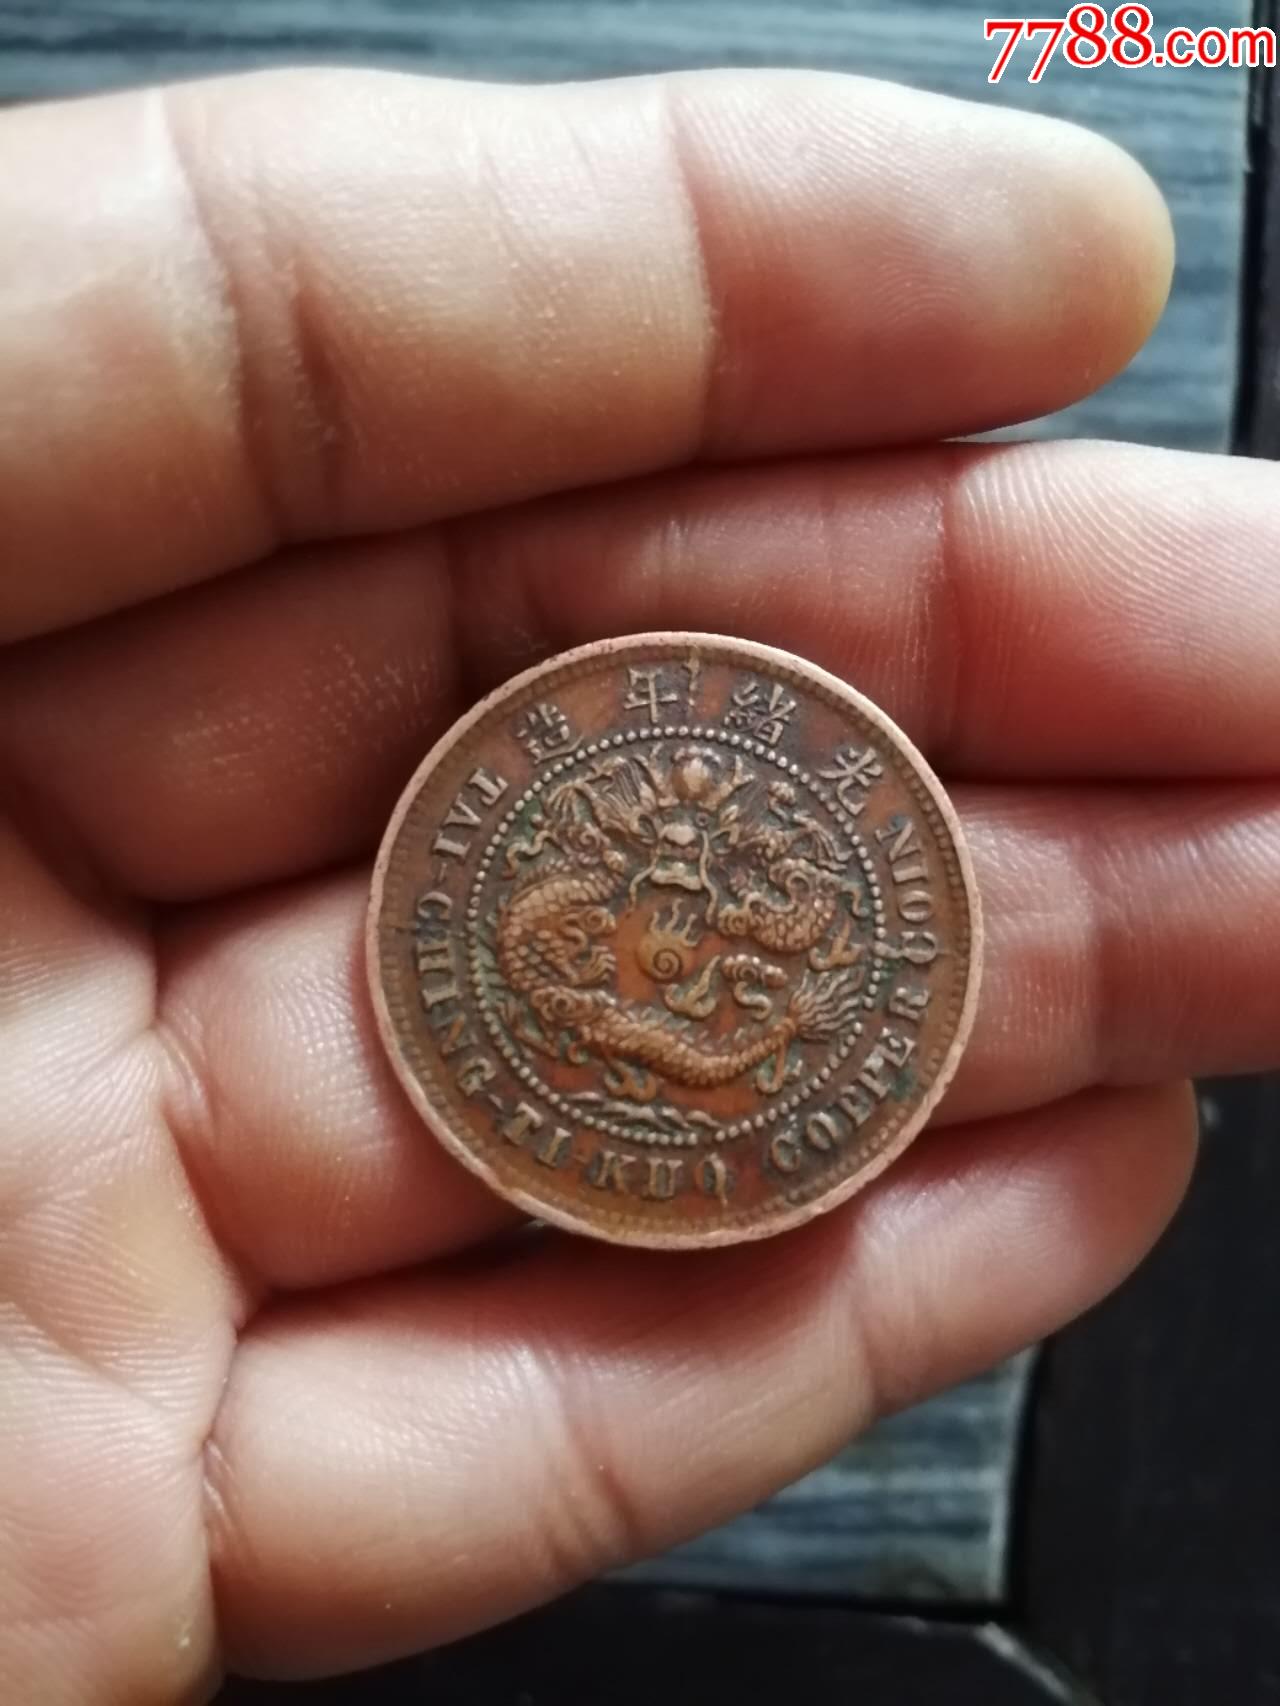 7788.com
光緒年造
TAI-CHING-TI-KUO COPPER COIN